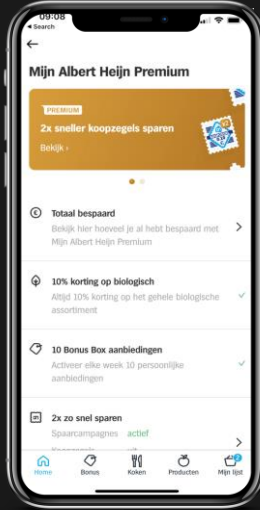 09:08
Search
Mijn Albert Heijn Premium
PREMIUM
2x sneller koopzegels sparen
Bekijk ›
Totaal bespaard
Bekijk hier hoeveel je al hebt bespaard met
Mijn Albert Heijn Premium
10% korting op biologisch
Altijd 10% korting op het gehele biologische
assortiment
10 Bonus Box aanbiedingen
Activeer elke week 10 persoonlijke
aanbiedingen
2x zo snel sparen
Spaarcampagnes actief
Home Bonus Koken Producten Mijn lijst